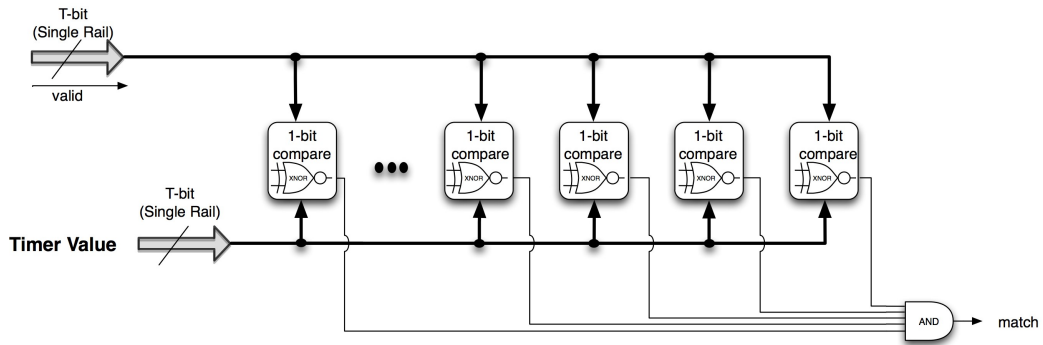 T-bit
(Single Rail)
valid
1-bit
compare
XNOR
1-bit
compare
XNOR
1-bit
compare
XNOR
1-bit
compare
XNOR
1-bit
compare
XNOR
T-bit
(Single Rail)
Timer Value
AND
match